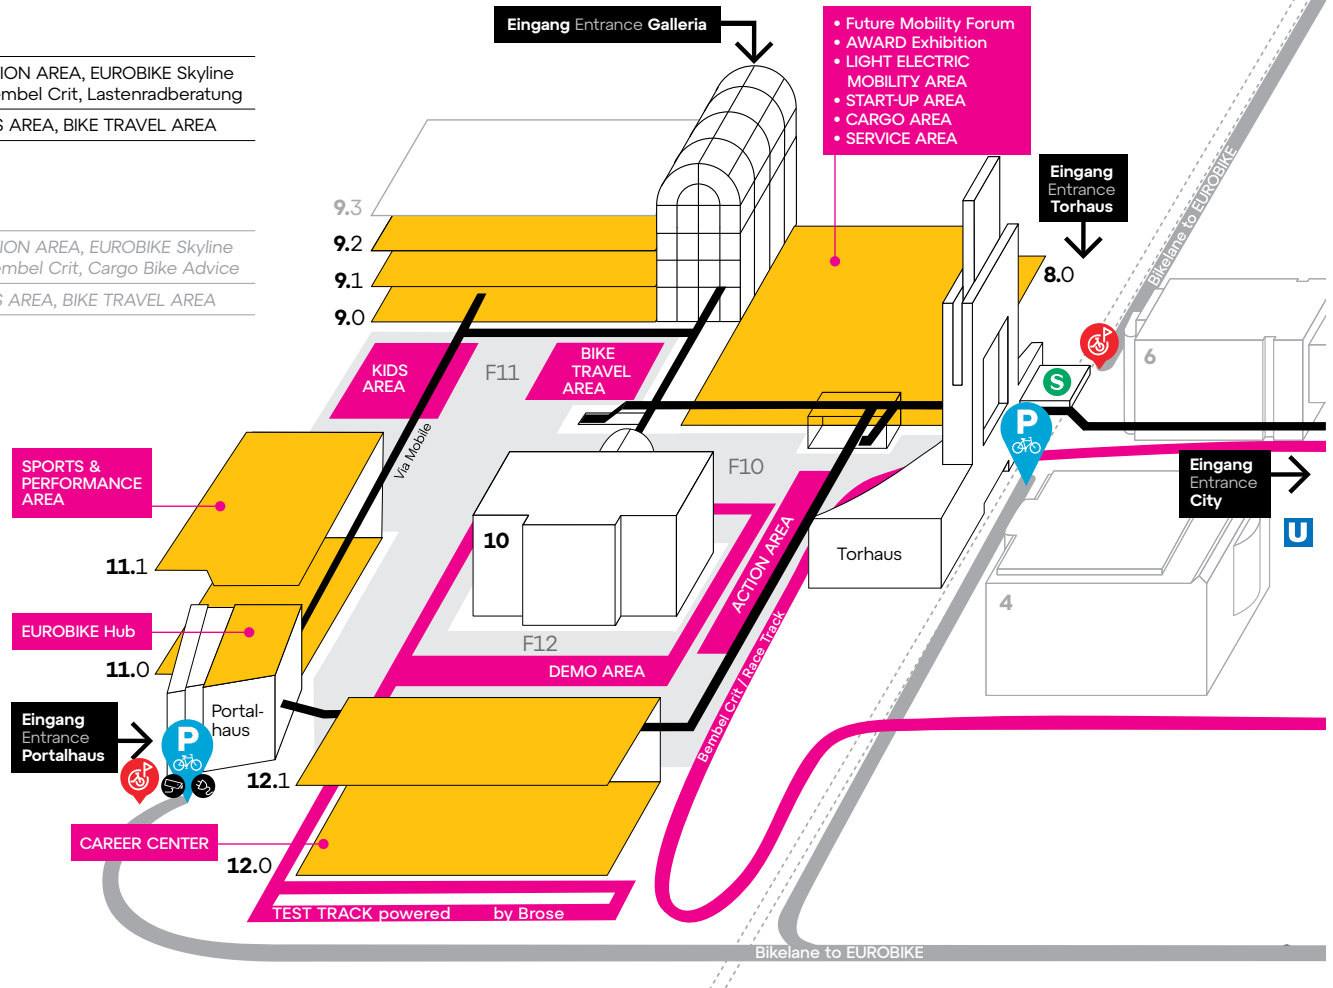 Eingang Entrance Galleria
• Future Mobility Forum
• AWARD Exhibition
• LIGHT ELECTRIC
MOBILITY AREA
• START-UP AREA
• CARGO AREA
• SERVICE AREA
ION AREA, EUROBIKE Skyline
embel Crit, Lastenradberatung
S AREA, BIKE TRAVEL AREA
ION AREA, EUROBIKE Skyline
embel Crit, Cargo Bike Advice
S AREA, BIKE TRAVEL AREA
Eingang
Entrance
Torhaus
Bikelane to EUROBIKE
9.3
9.2
9.1
9.0
8.0
6
S
KIDS
AREA
F11
BIKE
TRAVEL
AREA
Via Mobile
P
F10
SPORTS &
PERFORMANCE
AREA
Eingang
Entrance
City
U
10
ACTION AREA
Torhaus
11.1
4
EUROBIKE Hub
F12
DEMO AREA
Bembel Crit / Race Track
11.0
Portal-
haus
Eingang
Entrance
Portalhaus
P
12.1
CAREER CENTER
12.0
TEST TRACK powered by Brose
Bikelane to EUROBIKE